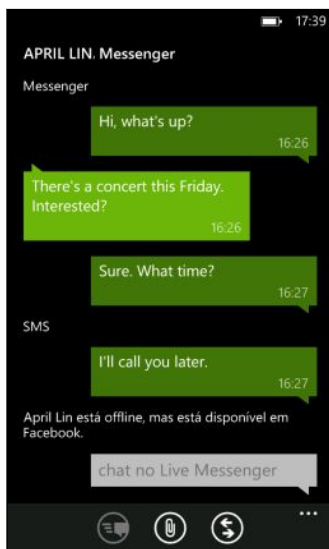 17:39
APRIL LIN, Messenger
Messenger
Hi, what's up?
16:26
There's a concert this Friday.
Interested?
16:26
Sure. What time?
16:27
SMS
I'll call you later.
16:27
April Lin está offline, mas está disponível em
Facebook.
chat no Live Messenger
...